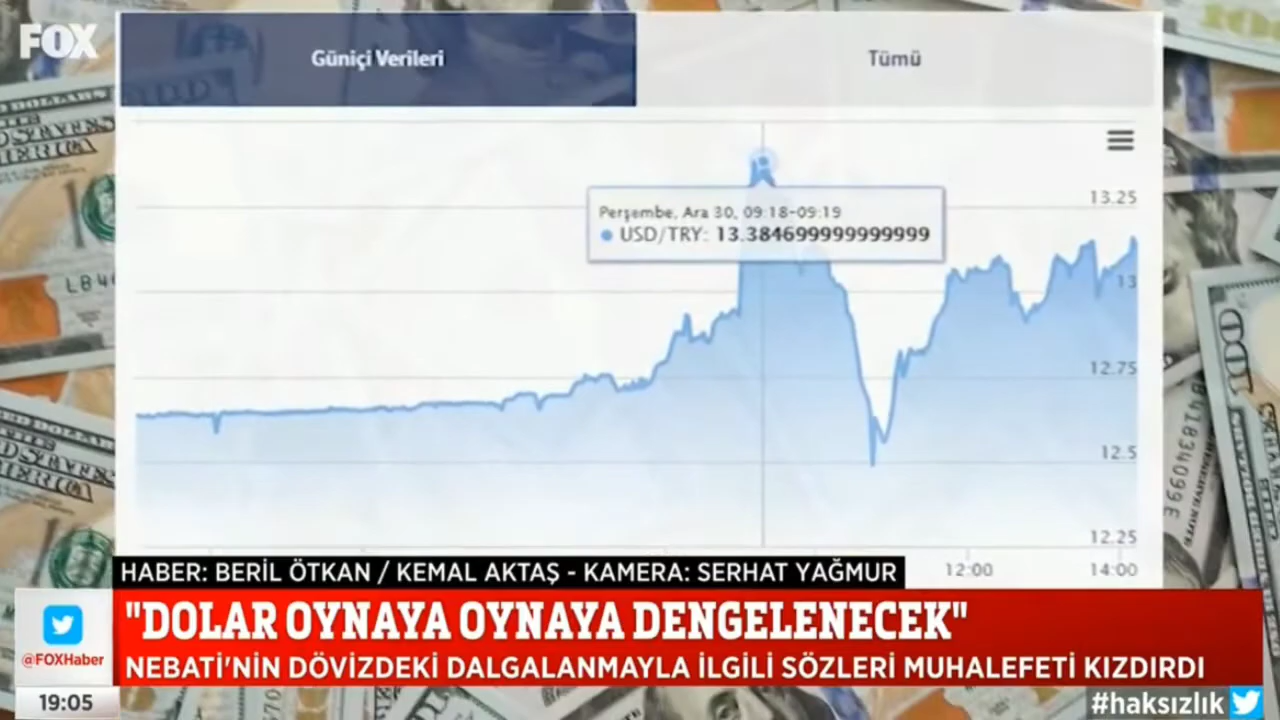 FOX
Güniçi Verileri
Tümü
13.25
Perşembe, Ara 30, 09:18-09:19
USD/TRY: 13.384699999999999
13
12.75
12.5
12.25
12:00
14:00
HABER: BERİL ÖTKAN / KEMAL AKTAŞ - KAMERA: SERHAT YAĞMUR
"DOLAR OYNAYA OYNAYA DENGELENECEK"
@FOXHaber
NEBATİ'NİN DÖVİZDEKİ DALGALANMAYLA İLGİLİ SÖZLERİ MUHALEFETİ KIZDIRDI
19:05
#haksızlık
100